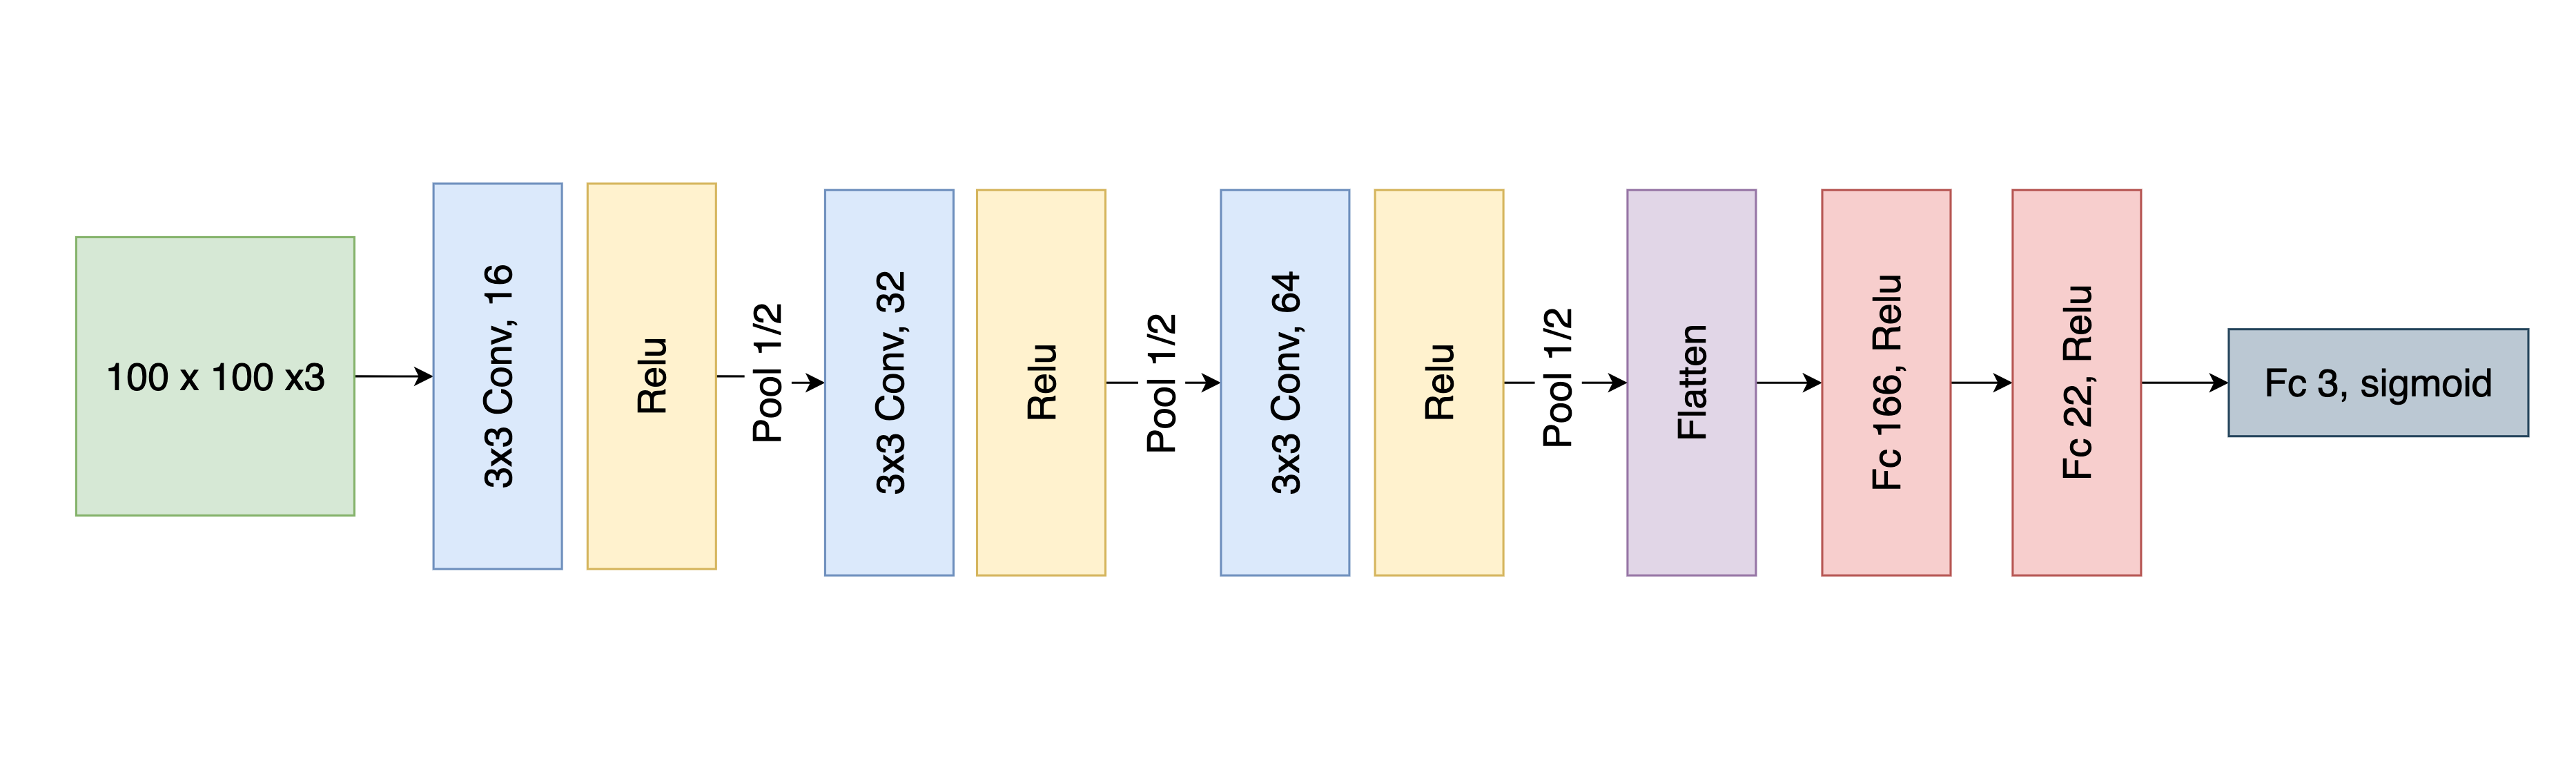 100 x 100 x3
3x3 Conv, 16
Relu
Pool 1/2
3x3 Conv, 32
Relu
Pool 1/2
3x3 Conv, 64
Relu
Pool 1/2
Flatten
Fc 166, Relu
Fc 22, Relu
Fc 3, sigmoid